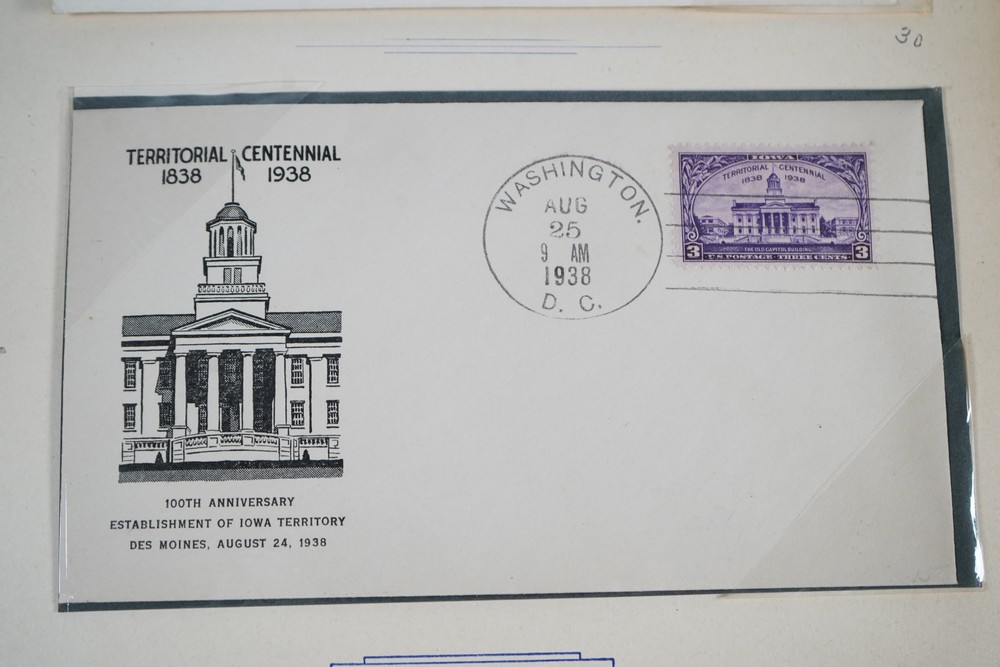 30
TERRITORIAL CENTENNIAL
1838 1938
WASHINGTON,
AUG
25
9 AM
1938
D. C.
IOWA
TERRITORIAL CENTENNIAL
1838 1938
THE OLD CAPITOL BUILDING
3 U.S. POSTAGE · THREE CENTS 3
100TH ANNIVERSARY
ESTABLISHMENT OF IOWA TERRITORY
DES MOINES, AUGUST 24, 1938